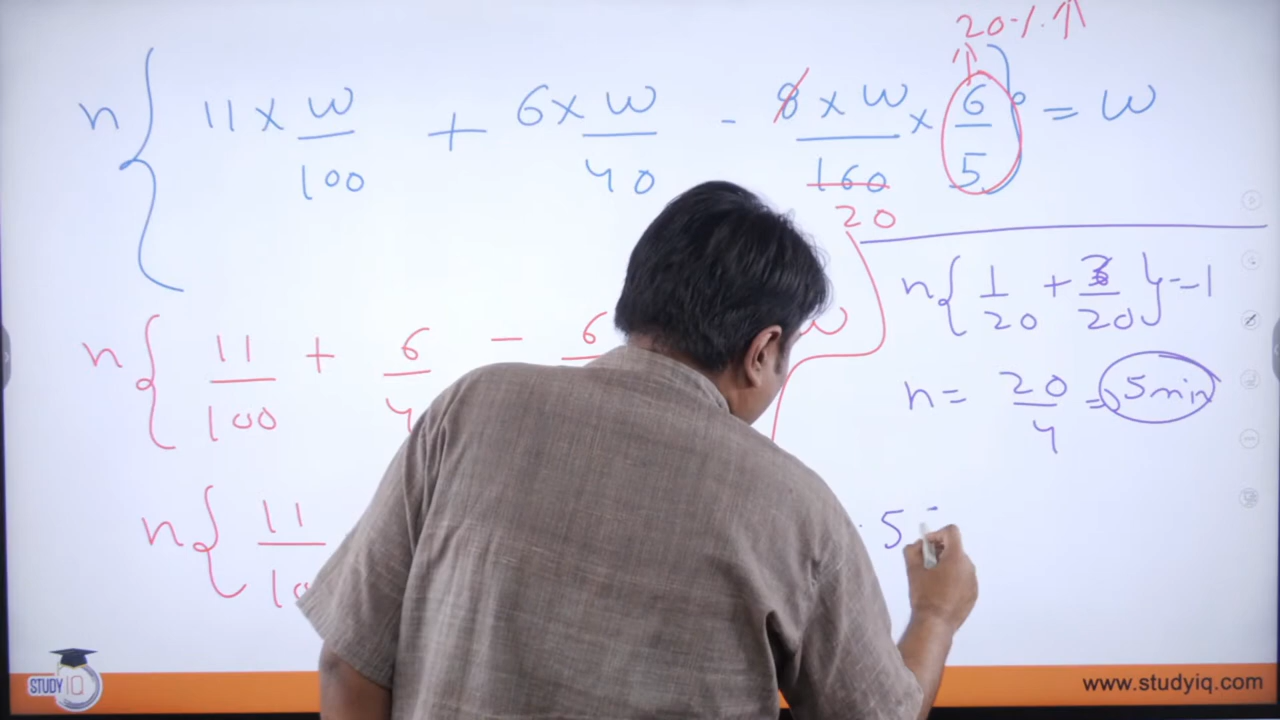 20% ↑
n { 11 × w/100 + 6 × w/40 - 8 × w/160 × 6/5 } = w
20
n { 11/100 + 6/4 - 6 w
n { 1/20 + 3/20 } = 1
n = 20/4 = 5 min
n { 11/10
5
STUDY IQ
www.studyiq.com